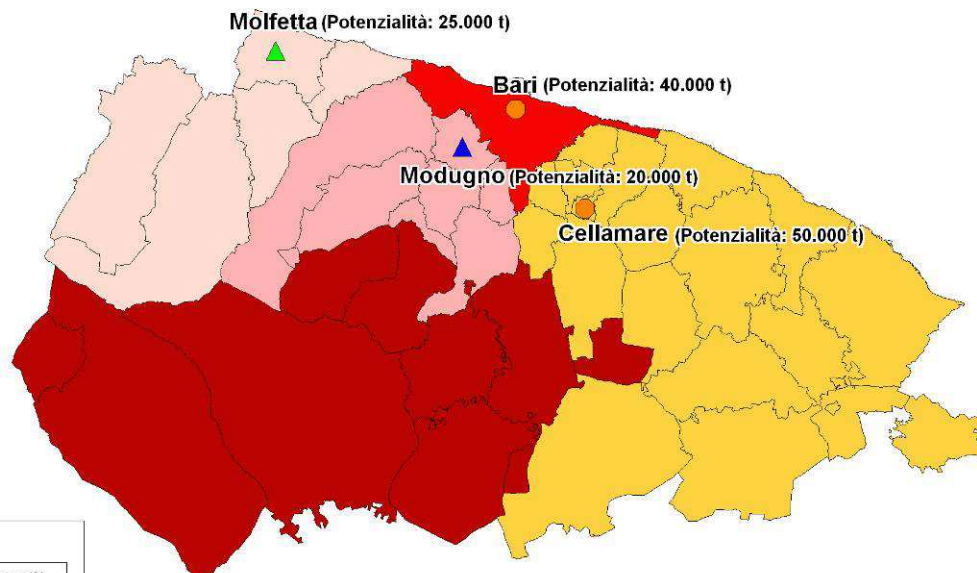 Molfetta (Potenzialità: 25.000 t)
Bari (Potenzialità: 40.000 t)
Modugno (Potenzialità: 20.000 t)
Cellamare (Potenzialità: 50.000 t)